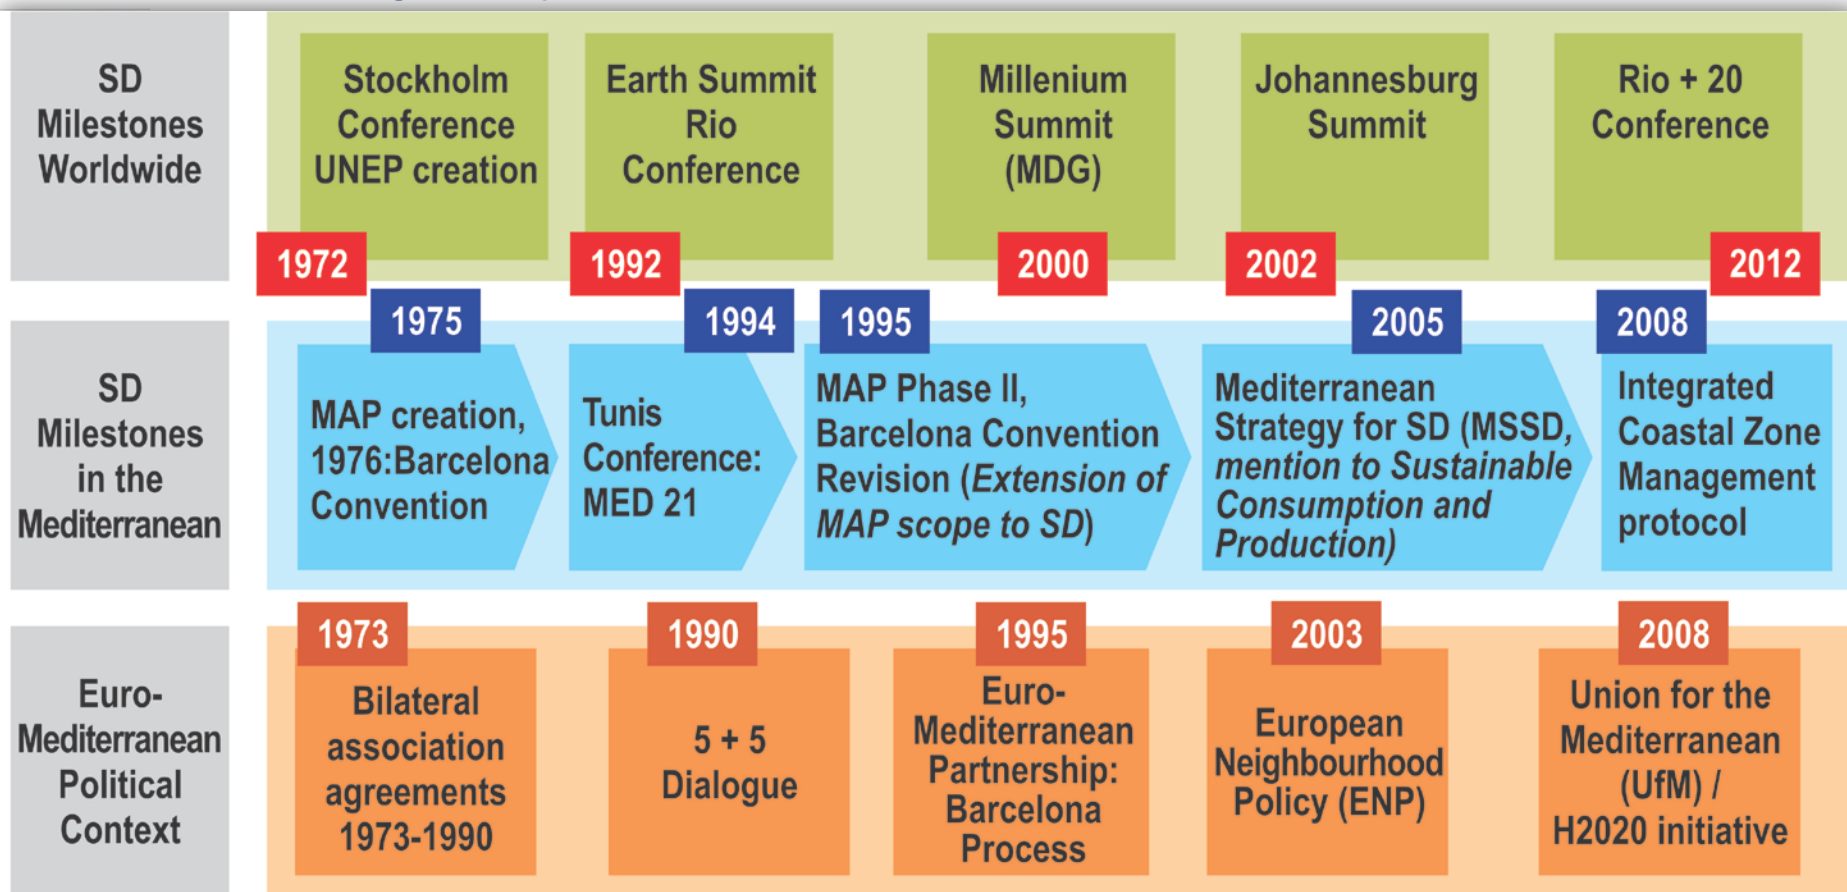 SD
Milestones
Worldwide
Stockholm
Conference
UNEP creation
1972
Earth Summit
Rio
Conference
1992
Millenium
Summit
(MDG)
2000
Johannesburg
Summit
2002
Rio + 20
Conference
2012
SD
Milestones
in the
Mediterranean
1975
MAP creation,
1976:Barcelona
Convention
1994
Tunis
Conference:
MED 21
1995
MAP Phase II,
Barcelona Convention
Revision (Extension of
MAP scope to SD)
2005
Mediterranean
Strategy for SD (MSSD,
mention to Sustainable
Consumption and
Production)
2008
Integrated
Coastal Zone
Management
protocol
Euro-
Mediterranean
Political
Context
1973
Bilateral
association
agreements
1973-1990
1990
5 + 5
Dialogue
1995
Euro-
Mediterranean
Partnership:
Barcelona
Process
2003
European
Neighbourhood
Policy (ENP)
2008
Union for the
Mediterranean
(UfM) /
H2020 initiative